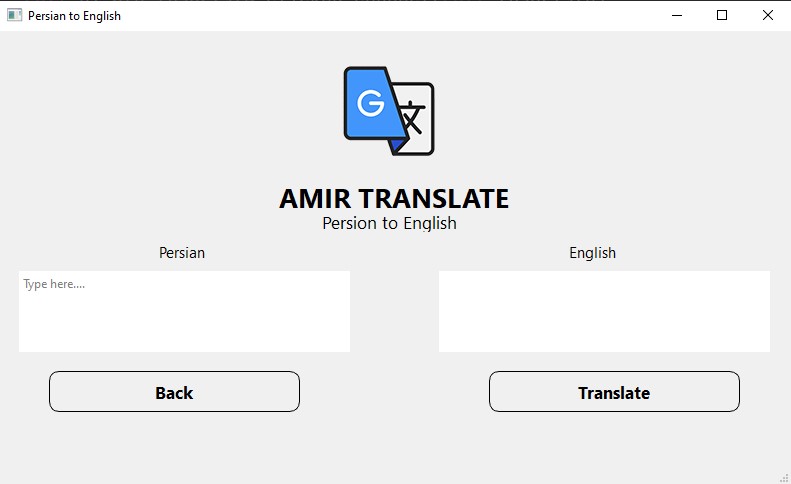 Persian to English
G 文
AMIR TRANSLATE
Persion to English
Persian
English
Type here....
Back
Translate